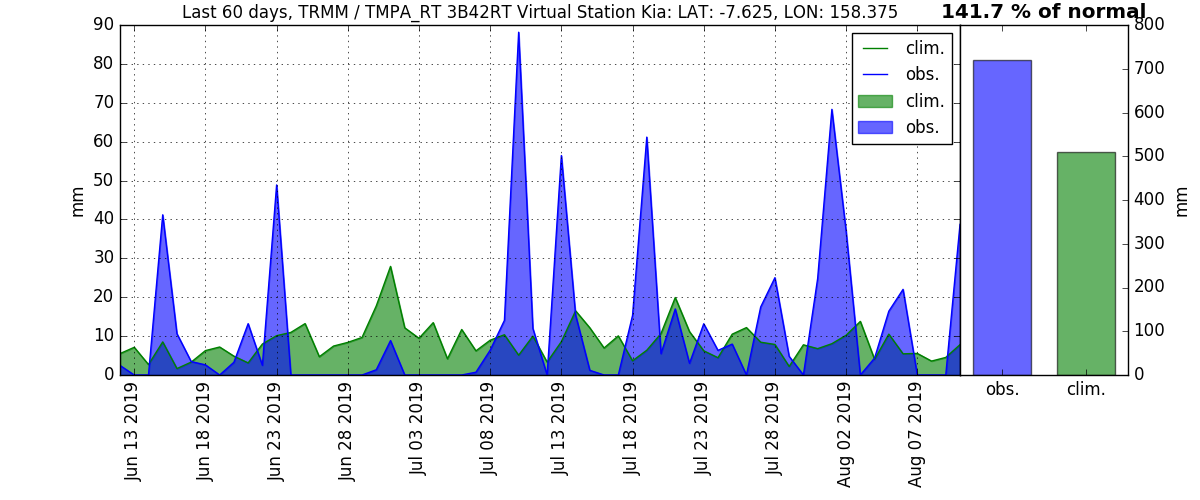 Last 60 days, TRMM / TMPA_RT 3B42RT Virtual Station Kia: LAT: -7.625, LON: 158.375
141.7 % of normal
90
80
70
60
50
40
30
20
10
0
mm
clim.
obs.
clim.
obs.
800
700
600
500
400
300
200
100
0
mm
obs.
clim.
Jun 13 2019
Jun 18 2019
Jun 23 2019
Jun 28 2019
Jul 03 2019
Jul 08 2019
Jul 13 2019
Jul 18 2019
Jul 23 2019
Jul 28 2019
Aug 02 2019
Aug 07 2019